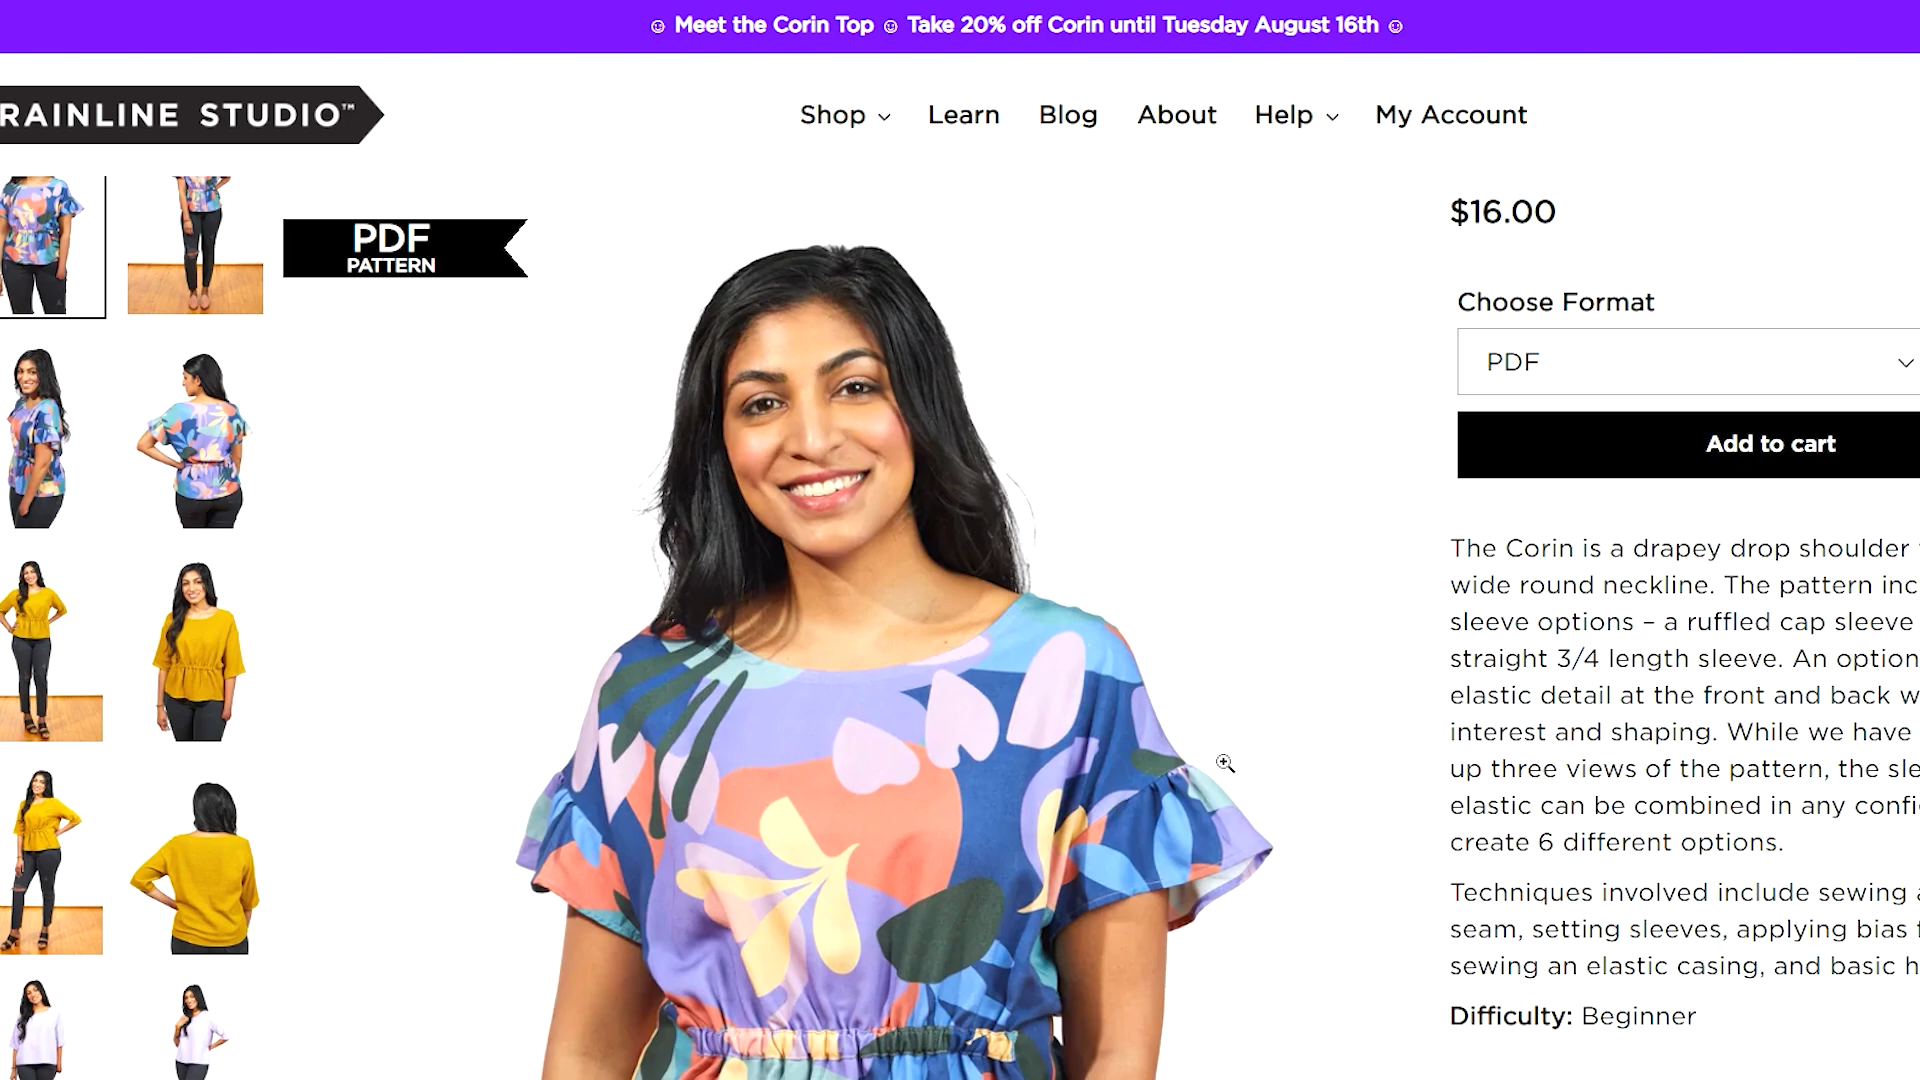 ☺ Meet the Corin Top ☺ Take 20% off Corin until Tuesday August 16th ☺
RAINLINE STUDIO™
Shop Learn Blog About Help My Account
PDF
PATTERN
$16.00
Choose Format
PDF
Add to cart
The Corin is a drapey drop shoulder
wide round neckline. The pattern inc
sleeve options – a ruffled cap sleeve
straight 3/4 length sleeve. An option
elastic detail at the front and back w
interest and shaping. While we have
up three views of the pattern, the sle
elastic can be combined in any confi
create 6 different options.
Techniques involved include sewing a
seam, setting sleeves, applying bias f
sewing an elastic casing, and basic h
Difficulty: Beginner